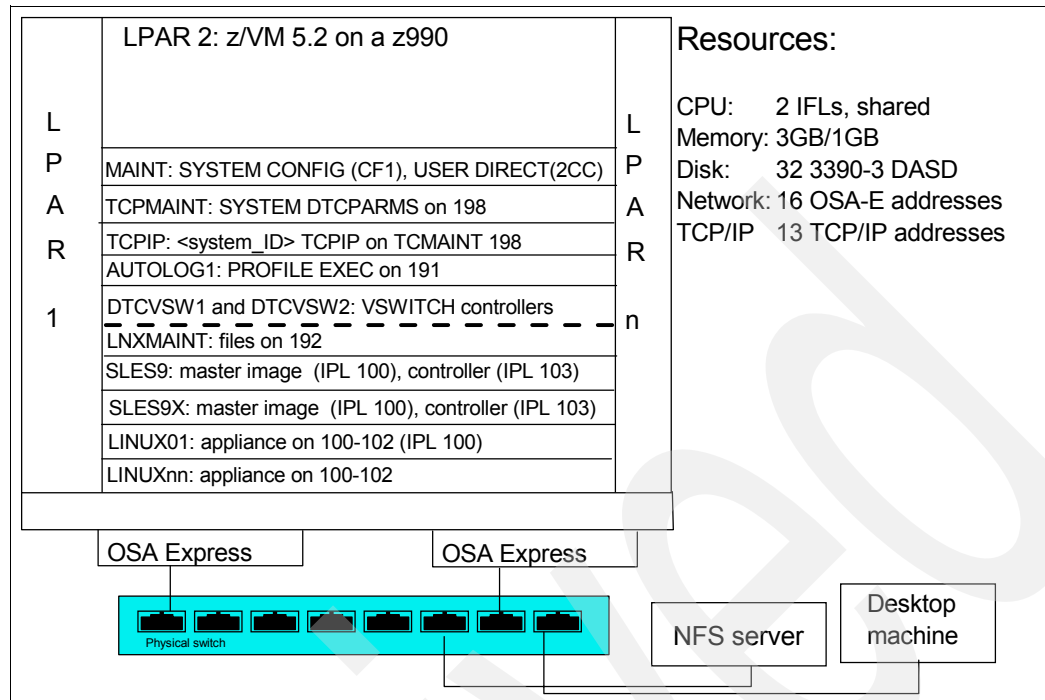 LPAR 2: z/VM 5.2 on a z990
LPAR 1
MAINT: SYSTEM CONFIG (CF1), USER DIRECT(2CC)
TCPMAINT: SYSTEM DTCPARMS on 198
TCPIP: <system_ID> TCPIP on TCMAINT 198
AUTOLOG1: PROFILE EXEC on 191
DTCVSW1 and DTCVSW2: VSWITCH controllers
LNXMAINT: files on 192
SLES9: master image (IPL 100), controller (IPL 103)
SLES9X: master image (IPL 100), controller (IPL 103)
LINUX01: appliance on 100-102 (IPL 100)
LINUXnn: appliance on 100-102
LPAR n
Resources:
CPU: 2 IFLs, shared
Memory: 3GB/1GB
Disk: 32 3390-3 DASD
Network: 16 OSA-E addresses
TCP/IP 13 TCP/IP addresses
OSA Express
OSA Express
Physical switch
NFS server
Desktop
machine